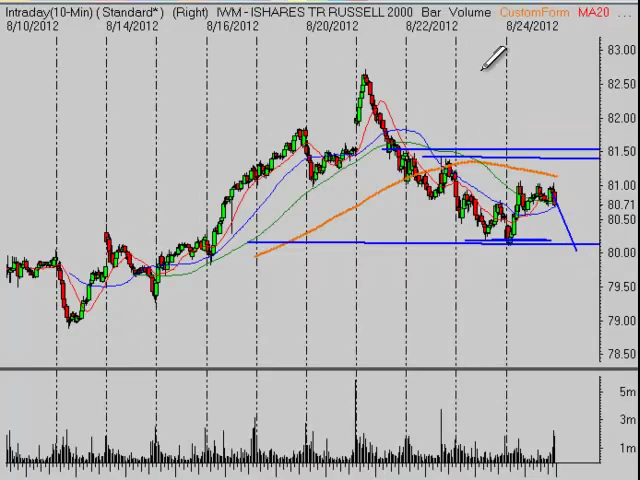 Intraday(10-Min) (Standard*) (Right) IWM - ISHARES TR RUSSELL 2000 Bar Volume CustomForm MA20 ...
8/10/2012 8/14/2012 8/16/2012 8/20/2012 8/22/2012 8/24/2012
83.00
82.50
82.00
81.50
81.00
80.71
80.50
80.00
79.50
79.00
78.50
5m
3m
1m